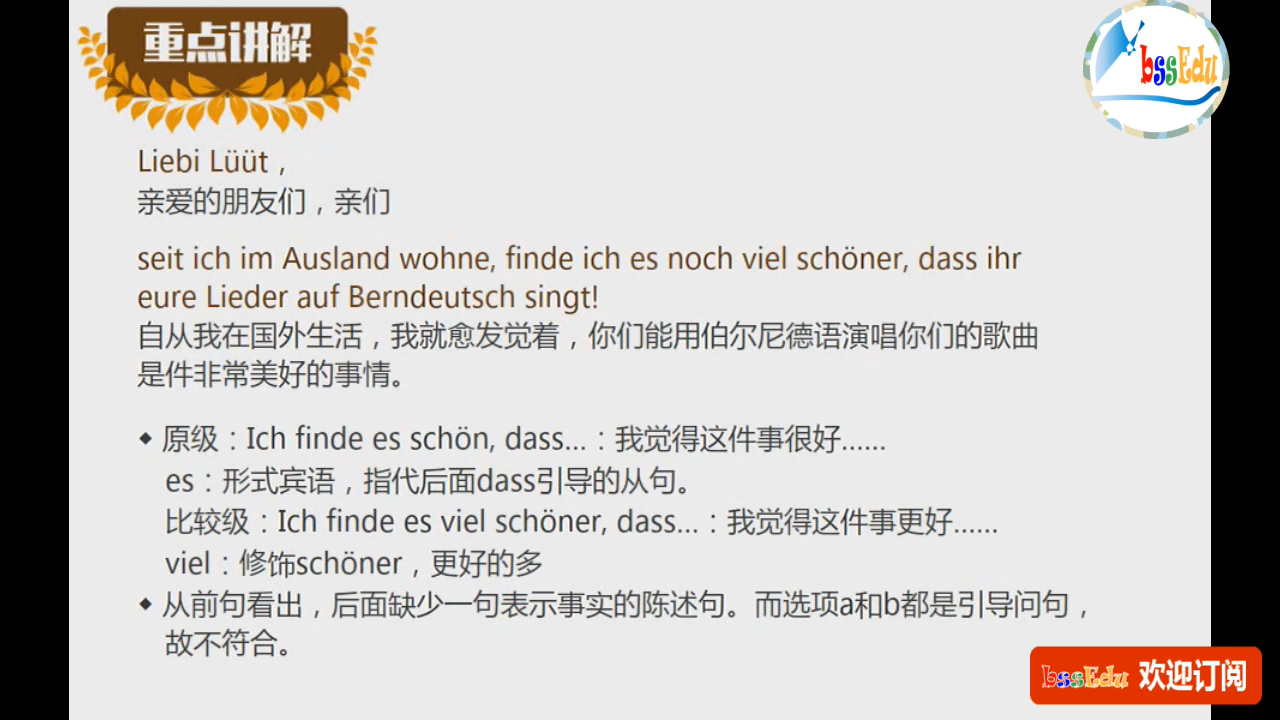 重点讲解
bssEdu
Liebi Lüüt，
亲爱的朋友们，亲们
seit ich im Ausland wohne, finde ich es noch viel schöner, dass ihr
eure Lieder auf Berndeutsch singt!
自从我在国外生活，我就愈发觉着，你们能用伯尔尼德语演唱你们的歌曲
是件非常美好的事情。
◆ 原级：Ich finde es schön, dass...：我觉得这件事很好......
es：形式宾语，指代后面dass引导的从句。
比较级：Ich finde es viel schöner, dass...：我觉得这件事更好......
viel：修饰schöner，更好的多
◆ 从前句看出，后面缺少一句表示事实的陈述句。而选项a和b都是引导问句，
故不符合。
bssEdu 欢迎订阅